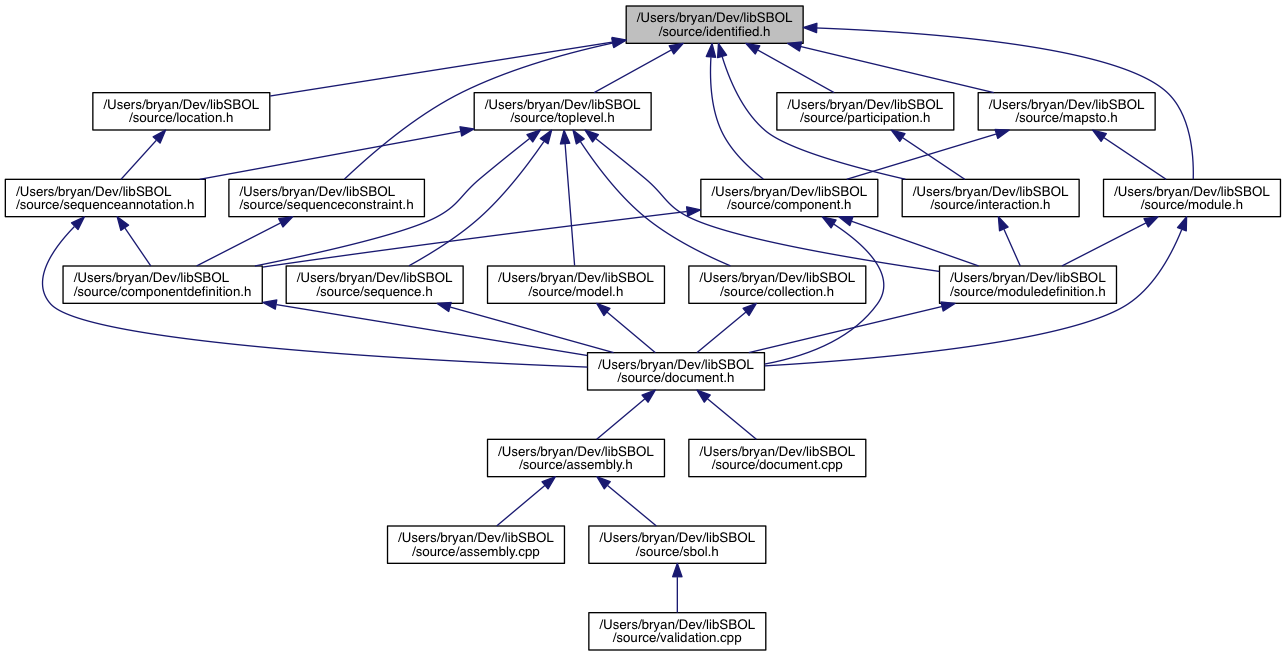 /Users/bryan/Dev/libSBOL
/source/identified.h
/Users/bryan/Dev/libSBOL
/source/location.h
/Users/bryan/Dev/libSBOL
/source/toplevel.h
/Users/bryan/Dev/libSBOL
/source/participation.h
/Users/bryan/Dev/libSBOL
/source/mapsto.h
/Users/bryan/Dev/libSBOL
/source/sequenceannotation.h
/Users/bryan/Dev/libSBOL
/source/sequenceconstraint.h
/Users/bryan/Dev/libSBOL
/source/component.h
/Users/bryan/Dev/libSBOL
/source/interaction.h
/Users/bryan/Dev/libSBOL
/source/module.h
/Users/bryan/Dev/libSBOL
/source/componentdefinition.h
/Users/bryan/Dev/libSBOL
/source/sequence.h
/Users/bryan/Dev/libSBOL
/source/model.h
/Users/bryan/Dev/libSBOL
/source/collection.h
/Users/bryan/Dev/libSBOL
/source/moduledefinition.h
/Users/bryan/Dev/libSBOL
/source/document.h
/Users/bryan/Dev/libSBOL
/source/assembly.h
/Users/bryan/Dev/libSBOL
/source/document.cpp
/Users/bryan/Dev/libSBOL
/source/assembly.cpp
/Users/bryan/Dev/libSBOL
/source/sbol.h
/Users/bryan/Dev/libSBOL
/source/validation.cpp